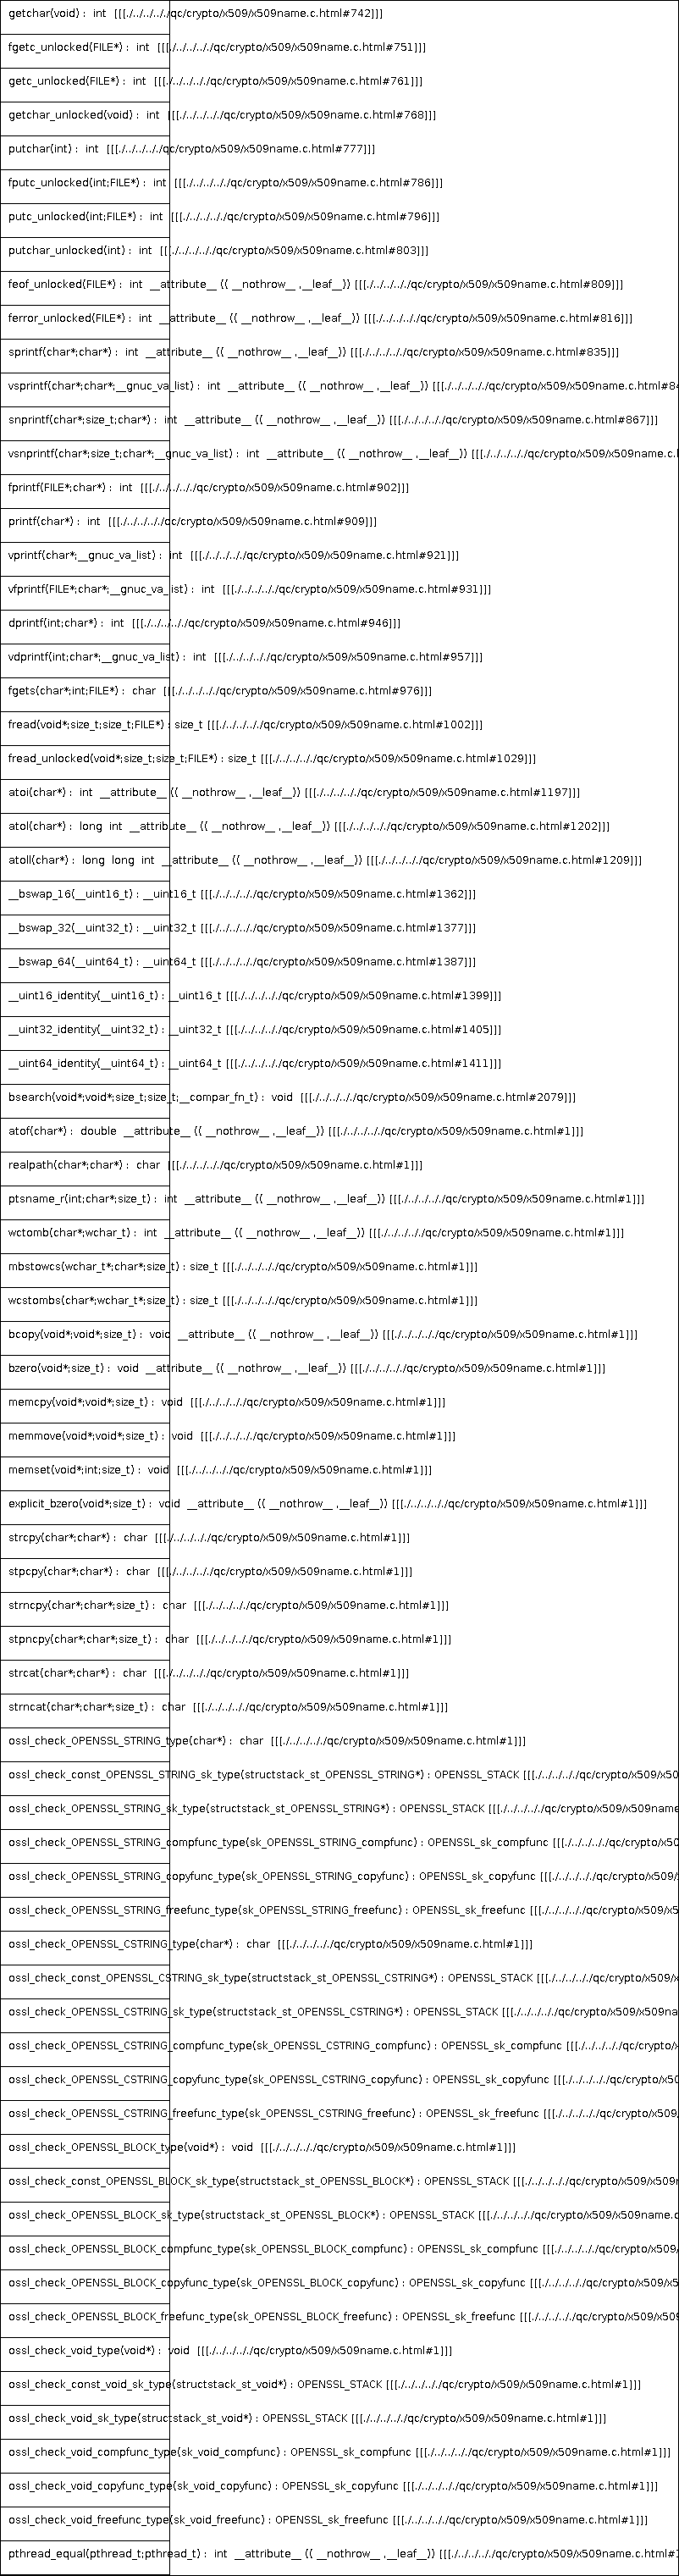 getchar(void) : int [[[./../../../qc/crypto/x509/x509name.c.html#742]]]
fgetc_unlocked(FILE*) : int [[[./../../../qc/crypto/x509/x509name.c.html#751]]]
getc_unlocked(FILE*) : int [[[./../../../qc/crypto/x509/x509name.c.html#761]]]
getchar_unlocked(void) : int [[[./../../../qc/crypto/x509/x509name.c.html#768]]]
putchar(int) : int [[[./../../../qc/crypto/x509/x509name.c.html#777]]]
fputc_unlocked(int;FILE*) : int [[[./../../../qc/crypto/x509/x509name.c.html#786]]]
putc_unlocked(int;FILE*) : int [[[./../../../qc/crypto/x509/x509name.c.html#796]]]
putchar_unlocked(int) : int [[[./../../../qc/crypto/x509/x509name.c.html#803]]]
feof_unlocked(FILE*) : int __attribute__ (( __nothrow__ ,__leaf__)) [[[./../../../qc/crypto/x509/x509name.c.html#809]]]
ferror_unlocked(FILE*) : int __attribute__ (( __nothrow__ ,__leaf__)) [[[./../../../qc/crypto/x509/x509name.c.html#816]]]
sprintf(char*;char*) : int __attribute__ (( __nothrow__ ,__leaf__)) [[[./../../../qc/crypto/x509/x509name.c.html#835]]]
vsprintf(char*;char*;__gnuc_va_list) : int __attribute__ (( __nothrow__ ,__leaf__)) [[[./../../../qc/crypto/x509/x509name.c.html#84
snprintf(char*;size_t;char*) : int __attribute__ (( __nothrow__ ,__leaf__)) [[[./../../../qc/crypto/x509/x509name.c.html#867]]]
vsnprintf(char*;size_t;char*;__gnuc_va_list) : int __attribute__ (( __nothrow__ ,__leaf__)) [[[./../../../qc/crypto/x509/x509name.c.
fprintf(FILE*;char*) : int [[[./../../../qc/crypto/x509/x509name.c.html#902]]]
printf(char*) : int [[[./../../../qc/crypto/x509/x509name.c.html#909]]]
vprintf(char*;__gnuc_va_list) : int [[[./../../../qc/crypto/x509/x509name.c.html#921]]]
vfprintf(FILE*;char*;__gnuc_va_list) : int [[[./../../../qc/crypto/x509/x509name.c.html#931]]]
dprintf(int;char*) : int [[[./../../../qc/crypto/x509/x509name.c.html#946]]]
vdprintf(int;char*;__gnuc_va_list) : int [[[./../../../qc/crypto/x509/x509name.c.html#957]]]
fgets(char*;int;FILE*) : char [[[./../../../qc/crypto/x509/x509name.c.html#976]]]
fread(void*;size_t;size_t;FILE*) : size_t [[[./../../../qc/crypto/x509/x509name.c.html#1002]]]
fread_unlocked(void*;size_t;size_t;FILE*) : size_t [[[./../../../qc/crypto/x509/x509name.c.html#1029]]]
atoi(char*) : int __attribute__ (( __nothrow__ ,__leaf__)) [[[./../../../qc/crypto/x509/x509name.c.html#1197]]]
atol(char*) : long int __attribute__ (( __nothrow__ ,__leaf__)) [[[./../../../qc/crypto/x509/x509name.c.html#1202]]]
atoll(char*) : long long int __attribute__ (( __nothrow__ ,__leaf__)) [[[./../../../qc/crypto/x509/x509name.c.html#1209]]]
__bswap_16(__uint16_t) : __uint16_t [[[./../../../qc/crypto/x509/x509name.c.html#1362]]]
__bswap_32(__uint32_t) : __uint32_t [[[./../../../qc/crypto/x509/x509name.c.html#1377]]]
__bswap_64(__uint64_t) : __uint64_t [[[./../../../qc/crypto/x509/x509name.c.html#1387]]]
__uint16_identity(__uint16_t) : __uint16_t [[[./../../../qc/crypto/x509/x509name.c.html#1399]]]
__uint32_identity(__uint32_t) : __uint32_t [[[./../../../qc/crypto/x509/x509name.c.html#1405]]]
__uint64_identity(__uint64_t) : __uint64_t [[[./../../../qc/crypto/x509/x509name.c.html#1411]]]
bsearch(void*;void*;size_t;size_t;__compar_fn_t) : void [[[./../../../qc/crypto/x509/x509name.c.html#2079]]]
atof(char*) : double __attribute__ (( __nothrow__ ,__leaf__)) [[[./../../../qc/crypto/x509/x509name.c.html#1]]]
realpath(char*;char*) : char [[[./../../../qc/crypto/x509/x509name.c.html#1]]]
ptsname_r(int;char*;size_t) : int __attribute__ (( __nothrow__ ,__leaf__)) [[[./../../../qc/crypto/x509/x509name.c.html#1]]]
wctomb(char*;wchar_t) : int __attribute__ (( __nothrow__ ,__leaf__)) [[[./../../../qc/crypto/x509/x509name.c.html#1]]]
mbstowcs(wchar_t*;char*;size_t) : size_t [[[./../../../qc/crypto/x509/x509name.c.html#1]]]
wcstombs(char*;wchar_t*;size_t) : size_t [[[./../../../qc/crypto/x509/x509name.c.html#1]]]
bcopy(void*;void*;size_t) : void __attribute__ (( __nothrow__ ,__leaf__)) [[[./../../../qc/crypto/x509/x509name.c.html#1]]]
bzero(void*;size_t) : void __attribute__ (( __nothrow__ ,__leaf__)) [[[./../../../qc/crypto/x509/x509name.c.html#1]]]
memcpy(void*;void*;size_t) : void [[[./../../../qc/crypto/x509/x509name.c.html#1]]]
memmove(void*;void*;size_t) : void [[[./../../../qc/crypto/x509/x509name.c.html#1]]]
memset(void*;int;size_t) : void [[[./../../../qc/crypto/x509/x509name.c.html#1]]]
explicit_bzero(void*;size_t) : void __attribute__ (( __nothrow__ ,__leaf__)) [[[./../../../qc/crypto/x509/x509name.c.html#1]]]
strcpy(char*;char*) : char [[[./../../../qc/crypto/x509/x509name.c.html#1]]]
stpcpy(char*;char*) : char [[[./../../../qc/crypto/x509/x509name.c.html#1]]]
strncpy(char*;char*;size_t) : char [[[./../../../qc/crypto/x509/x509name.c.html#1]]]
stpncpy(char*;char*;size_t) : char [[[./../../../qc/crypto/x509/x509name.c.html#1]]]
strcat(char*;char*) : char [[[./../../../qc/crypto/x509/x509name.c.html#1]]]
strncat(char*;char*;size_t) : char [[[./../../../qc/crypto/x509/x509name.c.html#1]]]
ossl_check_OPENSSL_STRING_type(char*) : char [[[./../../../qc/crypto/x509/x509name.c.html#1]]]
ossl_check_const_OPENSSL_STRING_sk_type(structstack_st_OPENSSL_STRING*) : OPENSSL_STACK [[[./../../../qc/crypto/x509/x50
ossl_check_OPENSSL_STRING_sk_type(structstack_st_OPENSSL_STRING*) : OPENSSL_STACK [[[./../../../qc/crypto/x509/x509name
ossl_check_OPENSSL_STRING_compfunc_type(sk_OPENSSL_STRING_compfunc) : OPENSSL_sk_compfunc [[[./../../../qc/crypto/x50
ossl_check_OPENSSL_STRING_copyfunc_type(sk_OPENSSL_STRING_copyfunc) : OPENSSL_sk_copyfunc [[[./../../../qc/crypto/x509/
ossl_check_OPENSSL_STRING_freefunc_type(sk_OPENSSL_STRING_freefunc) : OPENSSL_sk_freefunc [[[./../../../qc/crypto/x509/x5
ossl_check_OPENSSL_CSTRING_type(char*) : char [[[./../../../qc/crypto/x509/x509name.c.html#1]]]
ossl_check_const_OPENSSL_CSTRING_sk_type(structstack_st_OPENSSL_CSTRING*) : OPENSSL_STACK [[[./../../../qc/crypto/x509/x
ossl_check_OPENSSL_CSTRING_sk_type(structstack_st_OPENSSL_CSTRING*) : OPENSSL_STACK [[[./../../../qc/crypto/x509/x509na
ossl_check_OPENSSL_CSTRING_compfunc_type(sk_OPENSSL_CSTRING_compfunc) : OPENSSL_sk_compfunc [[[./../../../qc/crypto/x
ossl_check_OPENSSL_CSTRING_copyfunc_type(sk_OPENSSL_CSTRING_copyfunc) : OPENSSL_sk_copyfunc [[[./../../../qc/crypto/x50
ossl_check_OPENSSL_CSTRING_freefunc_type(sk_OPENSSL_CSTRING_freefunc) : OPENSSL_sk_freefunc [[[./../../../qc/crypto/x509/
ossl_check_OPENSSL_BLOCK_type(void*) : void [[[./../../../qc/crypto/x509/x509name.c.html#1]]]
ossl_check_const_OPENSSL_BLOCK_sk_type(structstack_st_OPENSSL_BLOCK*) : OPENSSL_STACK [[[./../../../qc/crypto/x509/x509n
ossl_check_OPENSSL_BLOCK_sk_type(structstack_st_OPENSSL_BLOCK*) : OPENSSL_STACK [[[./../../../qc/crypto/x509/x509name.c
ossl_check_OPENSSL_BLOCK_compfunc_type(sk_OPENSSL_BLOCK_compfunc) : OPENSSL_sk_compfunc [[[./../../../qc/crypto/x509/
ossl_check_OPENSSL_BLOCK_copyfunc_type(sk_OPENSSL_BLOCK_copyfunc) : OPENSSL_sk_copyfunc [[[./../../../qc/crypto/x509/x5
ossl_check_OPENSSL_BLOCK_freefunc_type(sk_OPENSSL_BLOCK_freefunc) : OPENSSL_sk_freefunc [[[./../../../qc/crypto/x509/x509
ossl_check_void_type(void*) : void [[[./../../../qc/crypto/x509/x509name.c.html#1]]]
ossl_check_const_void_sk_type(structstack_st_void*) : OPENSSL_STACK [[[./../../../qc/crypto/x509/x509name.c.html#1]]]
ossl_check_void_sk_type(structstack_st_void*) : OPENSSL_STACK [[[./../../../qc/crypto/x509/x509name.c.html#1]]]
ossl_check_void_compfunc_type(sk_void_compfunc) : OPENSSL_sk_compfunc [[[./../../../qc/crypto/x509/x509name.c.html#1]]]
ossl_check_void_copyfunc_type(sk_void_copyfunc) : OPENSSL_sk_copyfunc [[[./../../../qc/crypto/x509/x509name.c.html#1]]]
ossl_check_void_freefunc_type(sk_void_freefunc) : OPENSSL_sk_freefunc [[[./../../../qc/crypto/x509/x509name.c.html#1]]]
pthread_equal(pthread_t;pthread_t) : int __attribute__ (( __nothrow__ ,__leaf__)) [[[./../../../qc/crypto/x509/x509name.c.html#1